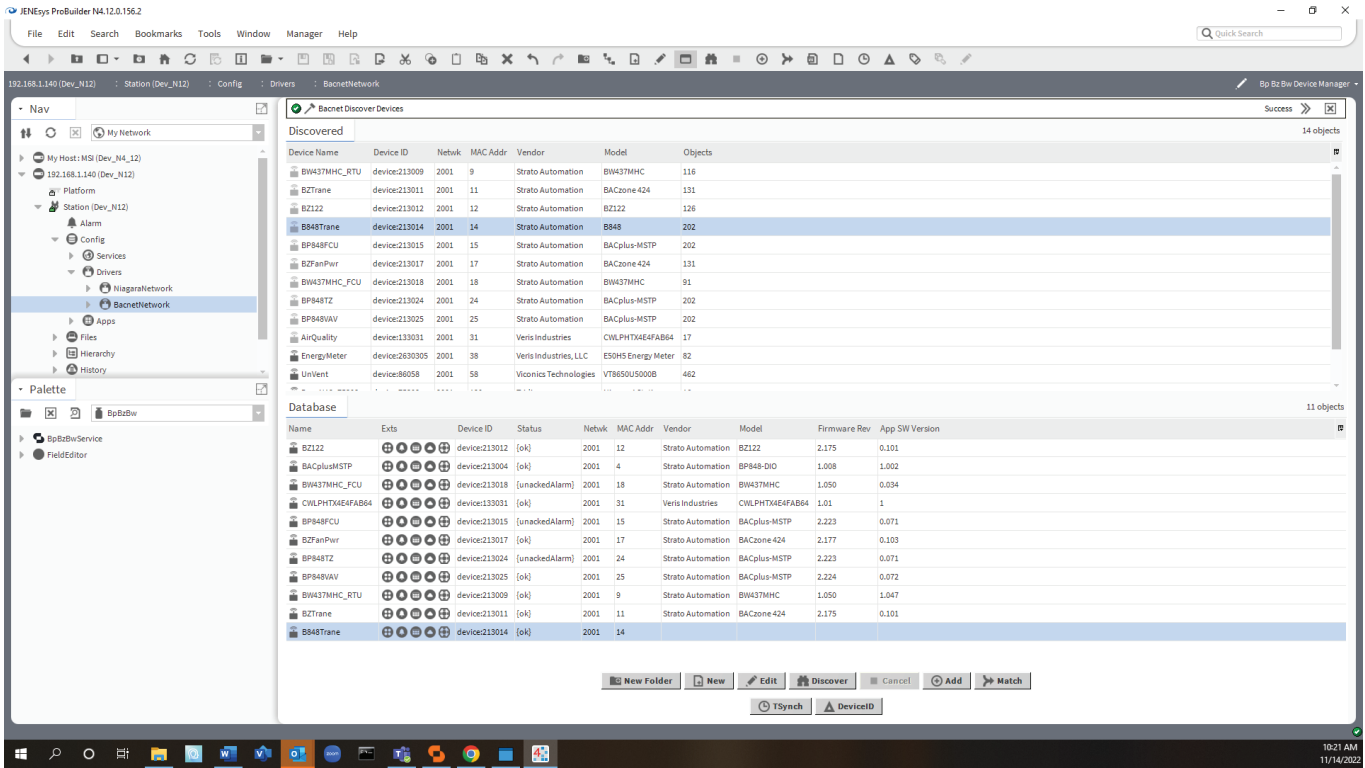 JENEsys ProBuilder N4.12.0.156.2
File Edit Search Bookmarks Tools Window Manager Help
Quick Search
192.168.1.140 (Dev_N12) : Station (Dev_N12) : Config : Drivers : BacnetNetwork
Bp Bz Bw Device Manager
Nav
My Network
My Host : MSI (Dev_N4_12)
192.168.1.140 (Dev_N12)
Platform
Station (Dev_N12)
Alarm
Config
Services
Drivers
NiagaraNetwork
BacnetNetwork
Apps
Files
Hierarchy
History
Palette
BpBzBw
BpBzBwService
FieldEditor
Bacnet Discover Devices
Success
Discovered
14 objects
Device Name Device ID Netwk MAC Addr Vendor Model Objects
BW437MHC_RTU device:213009 2001 9 Strato Automation BW437MHC 116
BZTrane device:213011 2001 11 Strato Automation BACzone 424 131
BZ122 device:213012 2001 12 Strato Automation BZ122 126
B848Trane device:213014 2001 14 Strato Automation B848 202
BP848FCU device:213015 2001 15 Strato Automation BACplus-MSTP 202
BZFanPwr device:213017 2001 17 Strato Automation BACzone 424 131
BW437MHC_FCU device:213018 2001 18 Strato Automation BW437MHC 91
BP848TZ device:213024 2001 24 Strato Automation BACplus-MSTP 202
BP848VAV device:213025 2001 25 Strato Automation BACplus-MSTP 202
AirQuality device:133031 2001 31 Veris Industries CWLPHTX4E4FAB64 17
EnergyMeter device:2630305 2001 38 Veris Industries, LLC E50H5 Energy Meter 82
UnVent device:86058 2001 58 Viconics Technologies VT8650U5000B 462
Database
11 objects
Name Exts Device ID Status Netwk MAC Addr Vendor Model Firmware Rev App SW Version
BZ122 device:213012 {ok} 2001 12 Strato Automation BZ122 2.175 0.101
BACplusMSTP device:213004 {ok} 2001 4 Strato Automation BP848-DIO 1.008 1.002
BW437MHC_FCU device:213018 {unackedAlarm} 2001 18 Strato Automation BW437MHC 1.050 0.034
CWLPHTX4E4FAB64 device:133031 {ok} 2001 31 Veris Industries CWLPHTX4E4FAB64 1.01 1
BP848FCU device:213015 {unackedAlarm} 2001 15 Strato Automation BACplus-MSTP 2.223 0.071
BZFanPwr device:213017 {ok} 2001 17 Strato Automation BACzone 424 2.177 0.103
BP848TZ device:213024 {unackedAlarm} 2001 24 Strato Automation BACplus-MSTP 2.223 0.071
BP848VAV device:213025 {ok} 2001 25 Strato Automation BACplus-MSTP 2.224 0.072
BW437MHC_RTU device:213009 {ok} 2001 9 Strato Automation BW437MHC 1.050 1.047
BZTrane device:213011 {ok} 2001 11 Strato Automation BACzone 424 2.175 0.101
B848Trane device:213014 {ok} 2001 14
New Folder New Edit Discover Cancel Add Match
TSynch DeviceID
10:21 AM
11/14/2022